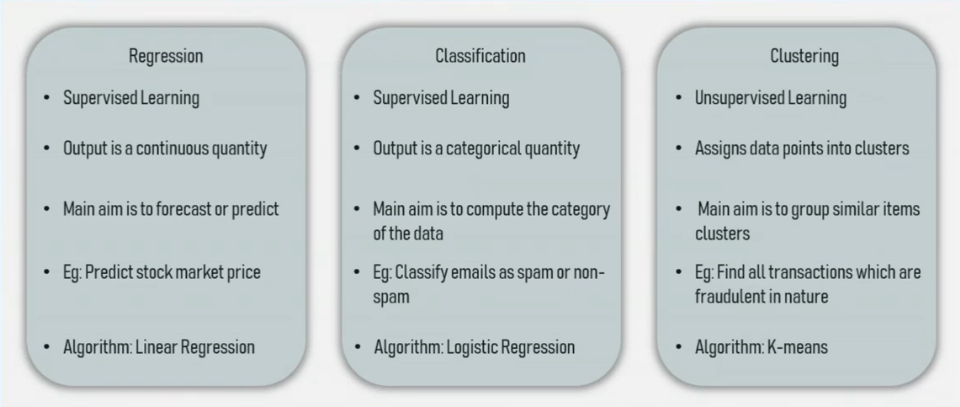 Regression
• Supervised Learning
• Output is a continuous quantity
• Main aim is to forecast or predict
• Eg: Predict stock market price
• Algorithm: Linear Regression
Classification
• Supervised Learning
• Output is a categorical quantity
• Main aim is to compute the category
of the data
• Eg: Classify emails as spam or non-
spam
• Algorithm: Logistic Regression
Clustering
• Unsupervised Learning
• Assigns data points into clusters
• Main aim is to group similar items
clusters
• Eg: Find all transactions which are
fraudulent in nature
• Algorithm: K-means